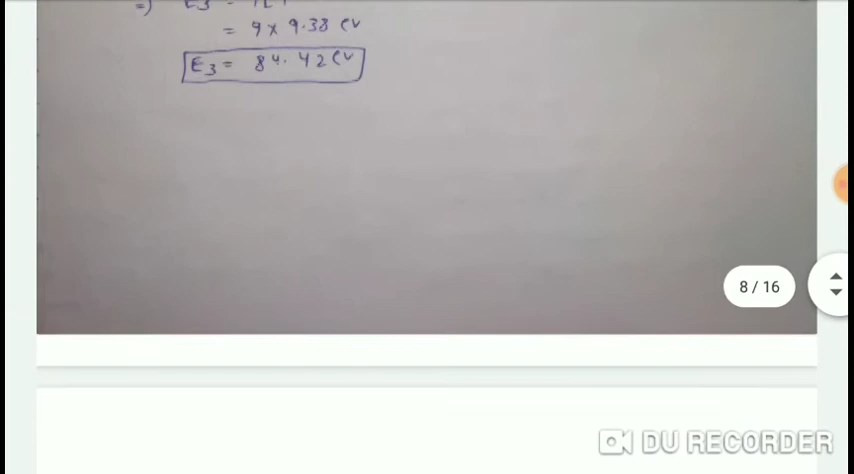 = 9 x 9.38 eV
E3 = 84.42 eV
8 / 16
DU RECORDER